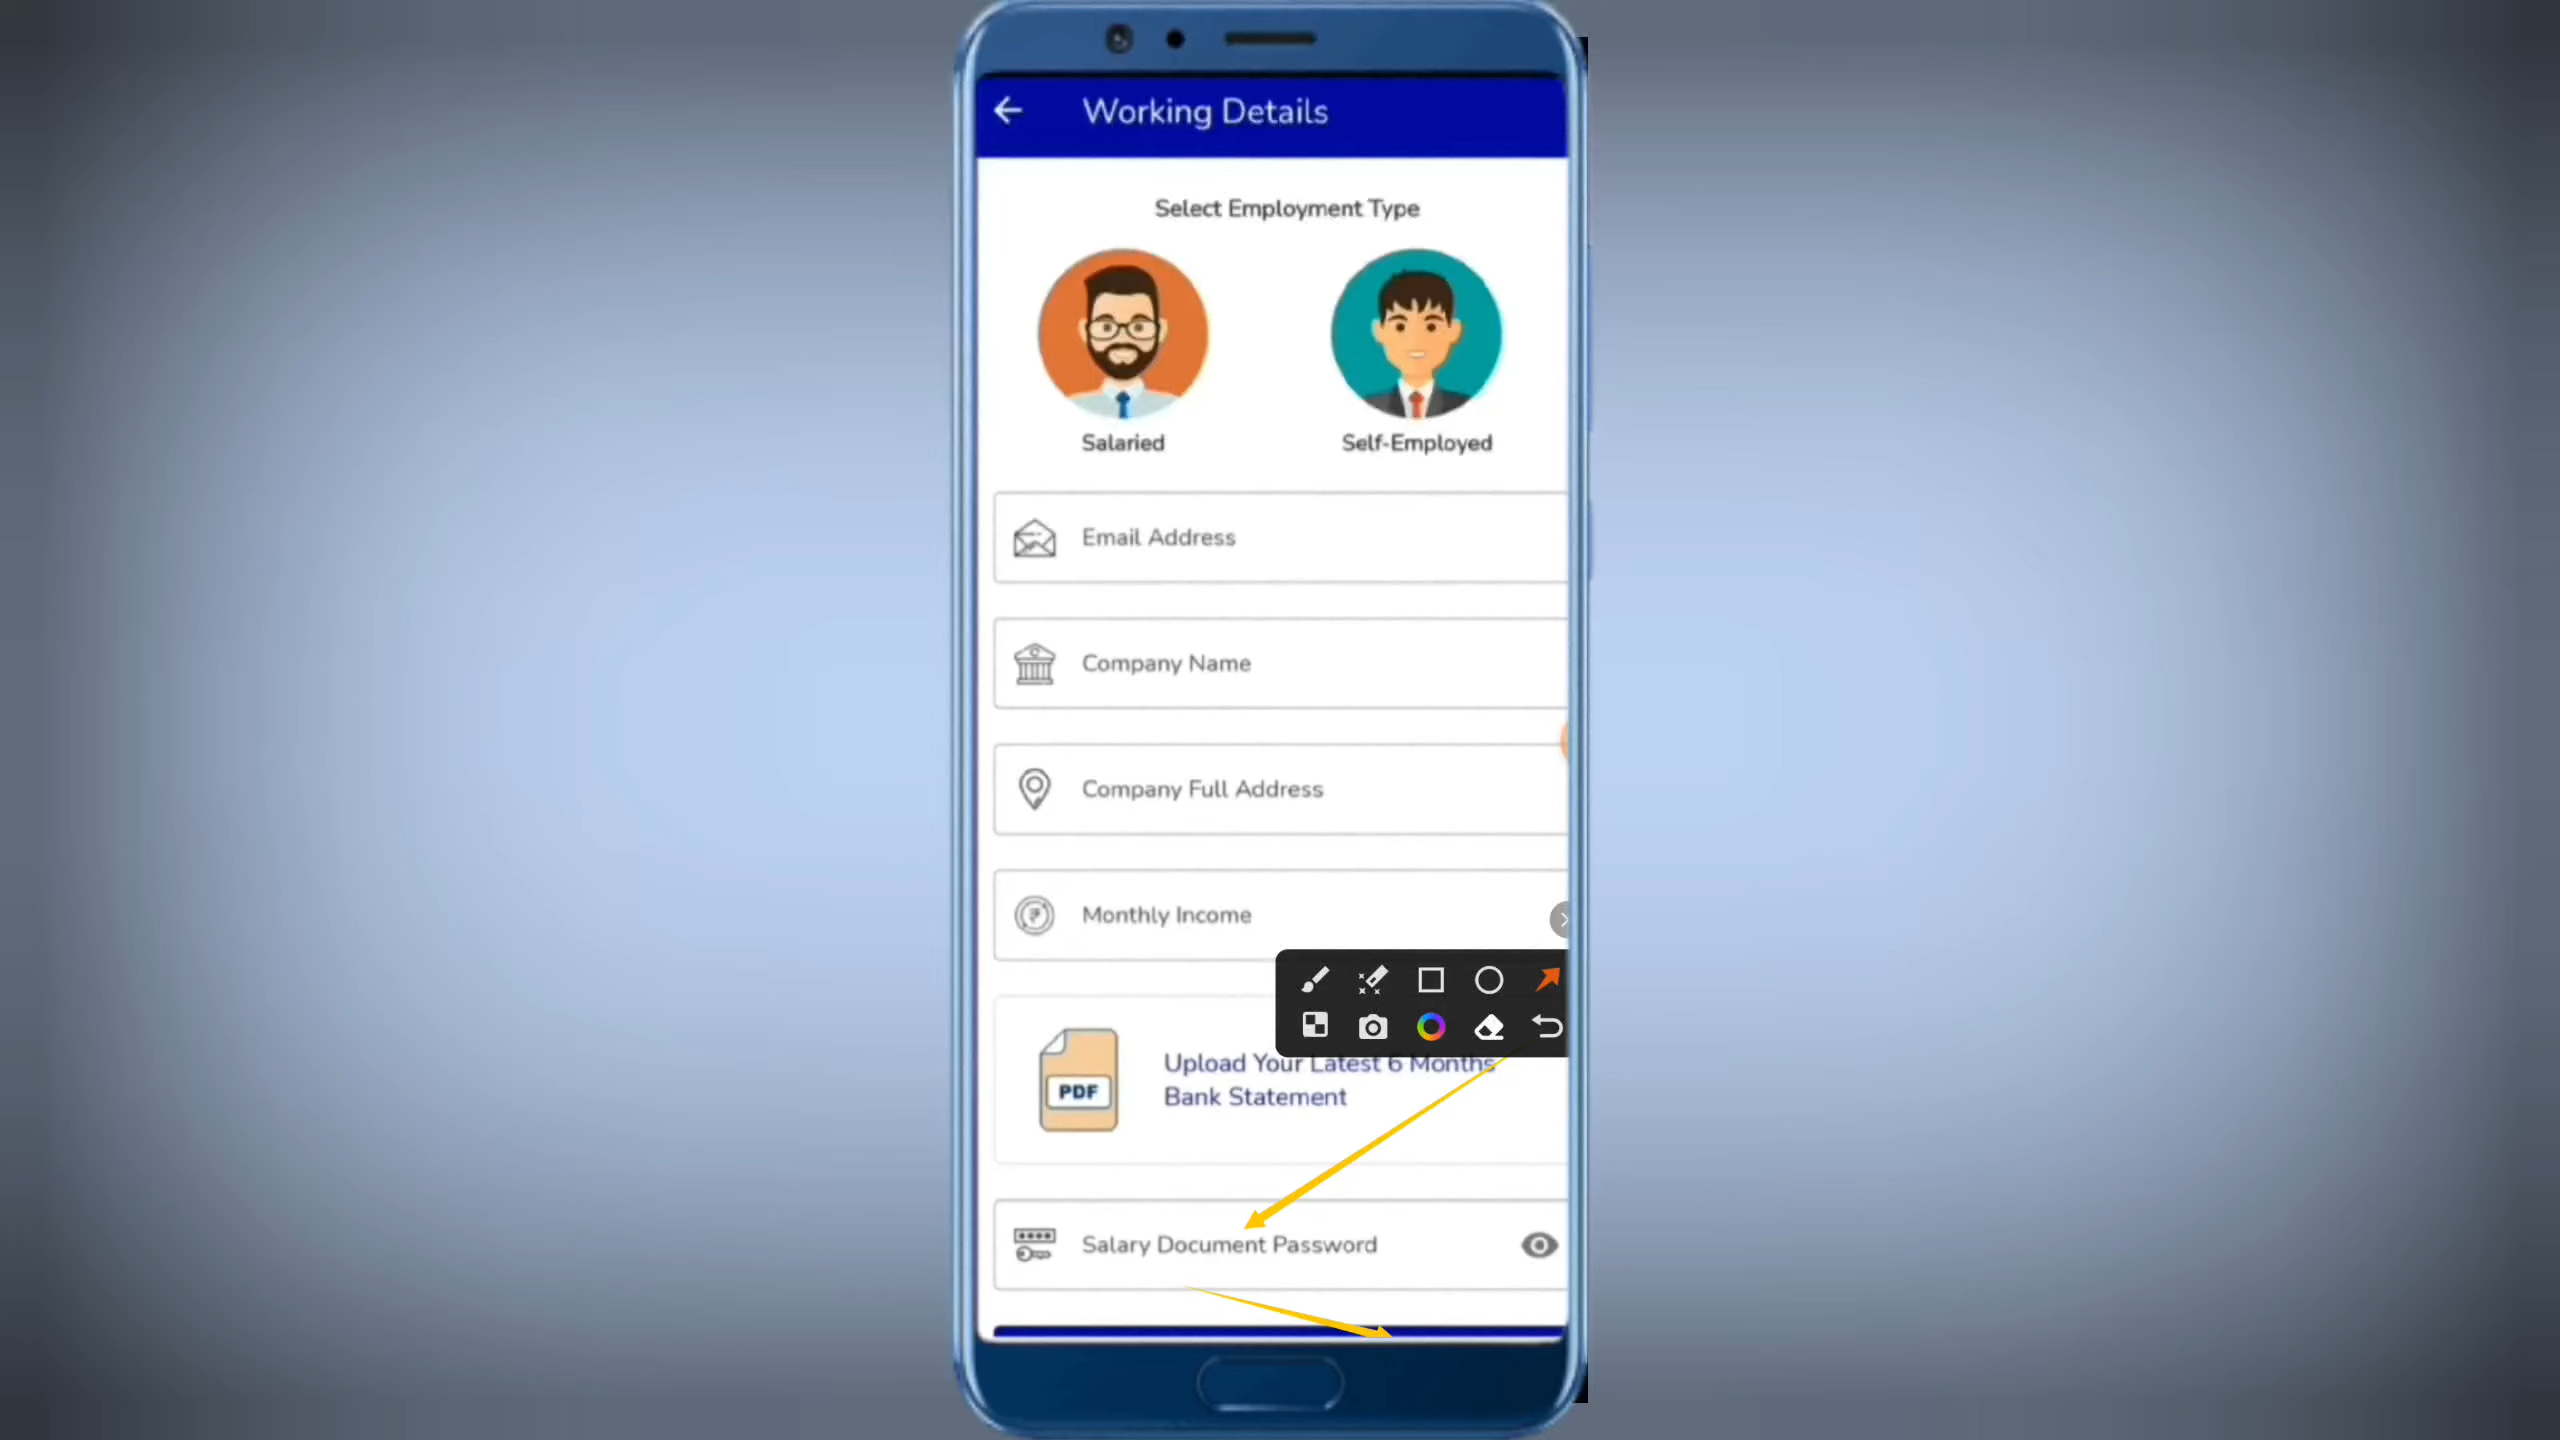 Working Details
Select Employment Type
Salaried
Self-Employed
Email Address
Company Name
Company Full Address
Monthly Income
PDF
Upload Your Latest 6 Months
Bank Statement
Salary Document Password